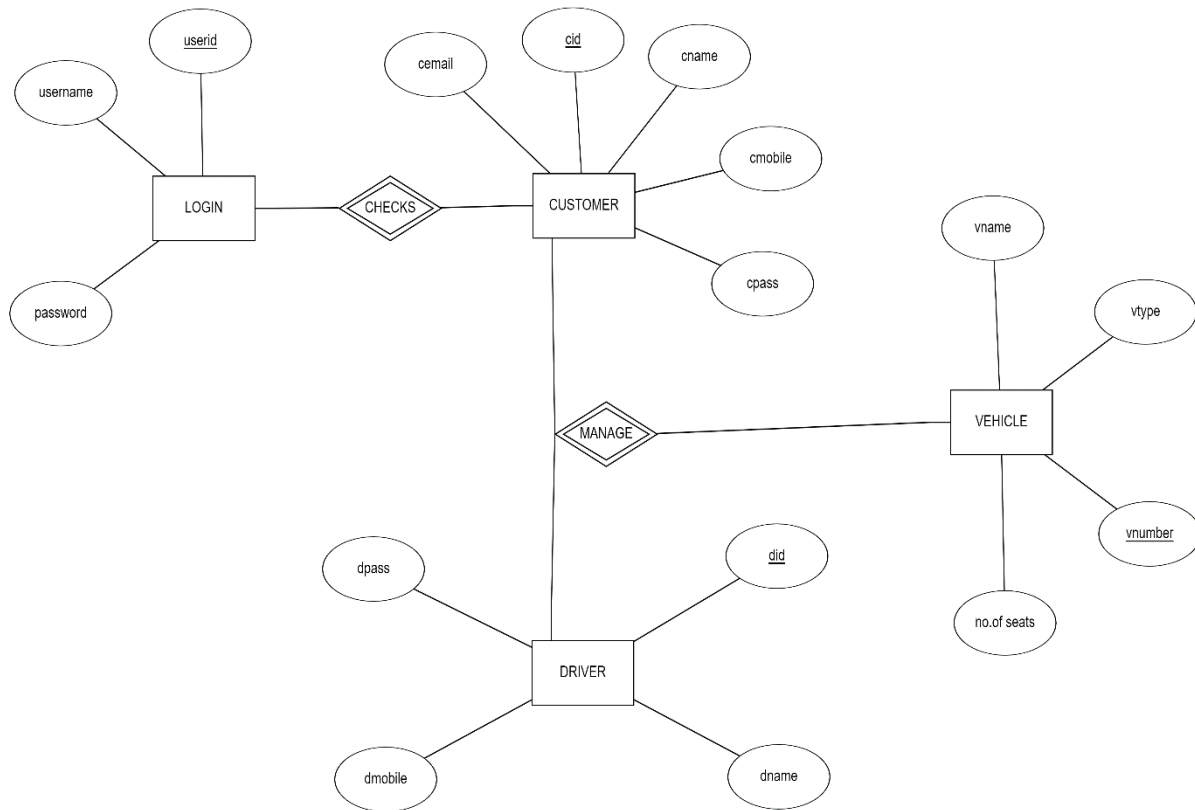 userid
cid
cemail
cname
username
cmobile
LOGIN
CHECKS
CUSTOMER
vname
cpass
password
vtype
VEHICLE
MANAGE
vnumber
did
dpass
no.of seats
DRIVER
dname
dmobile